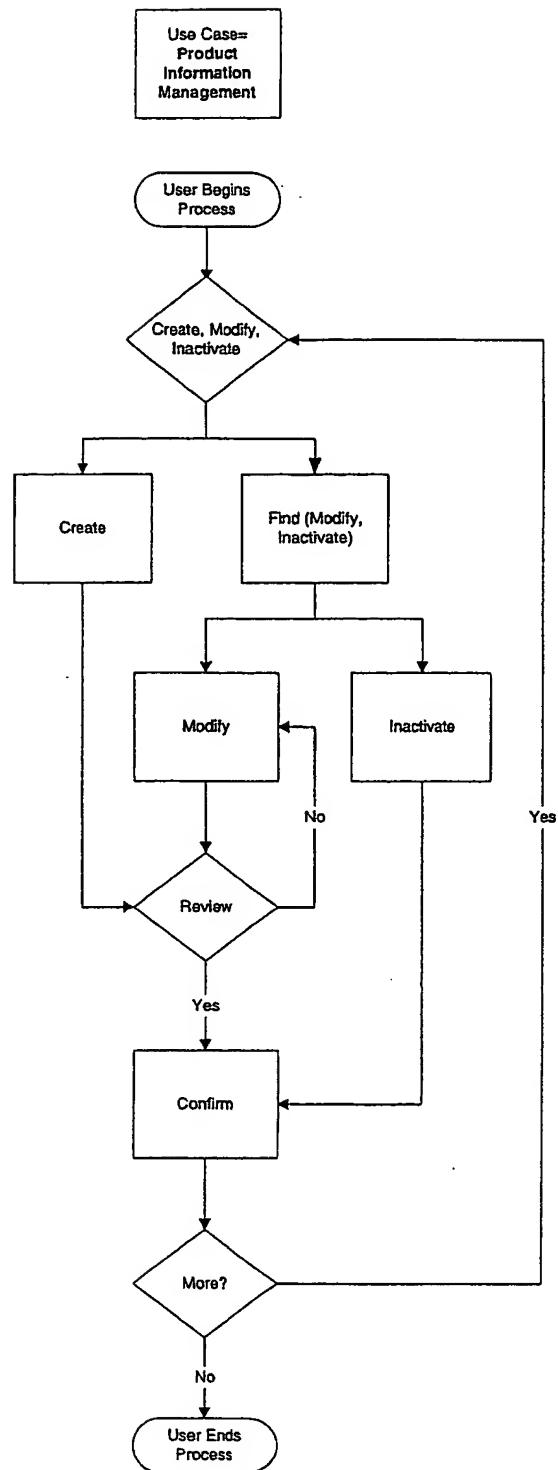 Use Case=
Product
Information
Management
User Begins
Process
Create, Modify,
Inactivate
Create
Find (Modify,
Inactivate)
Modify
Inactivate
No
Yes
Review
Yes
Confirm
More?
No
User Ends
Process